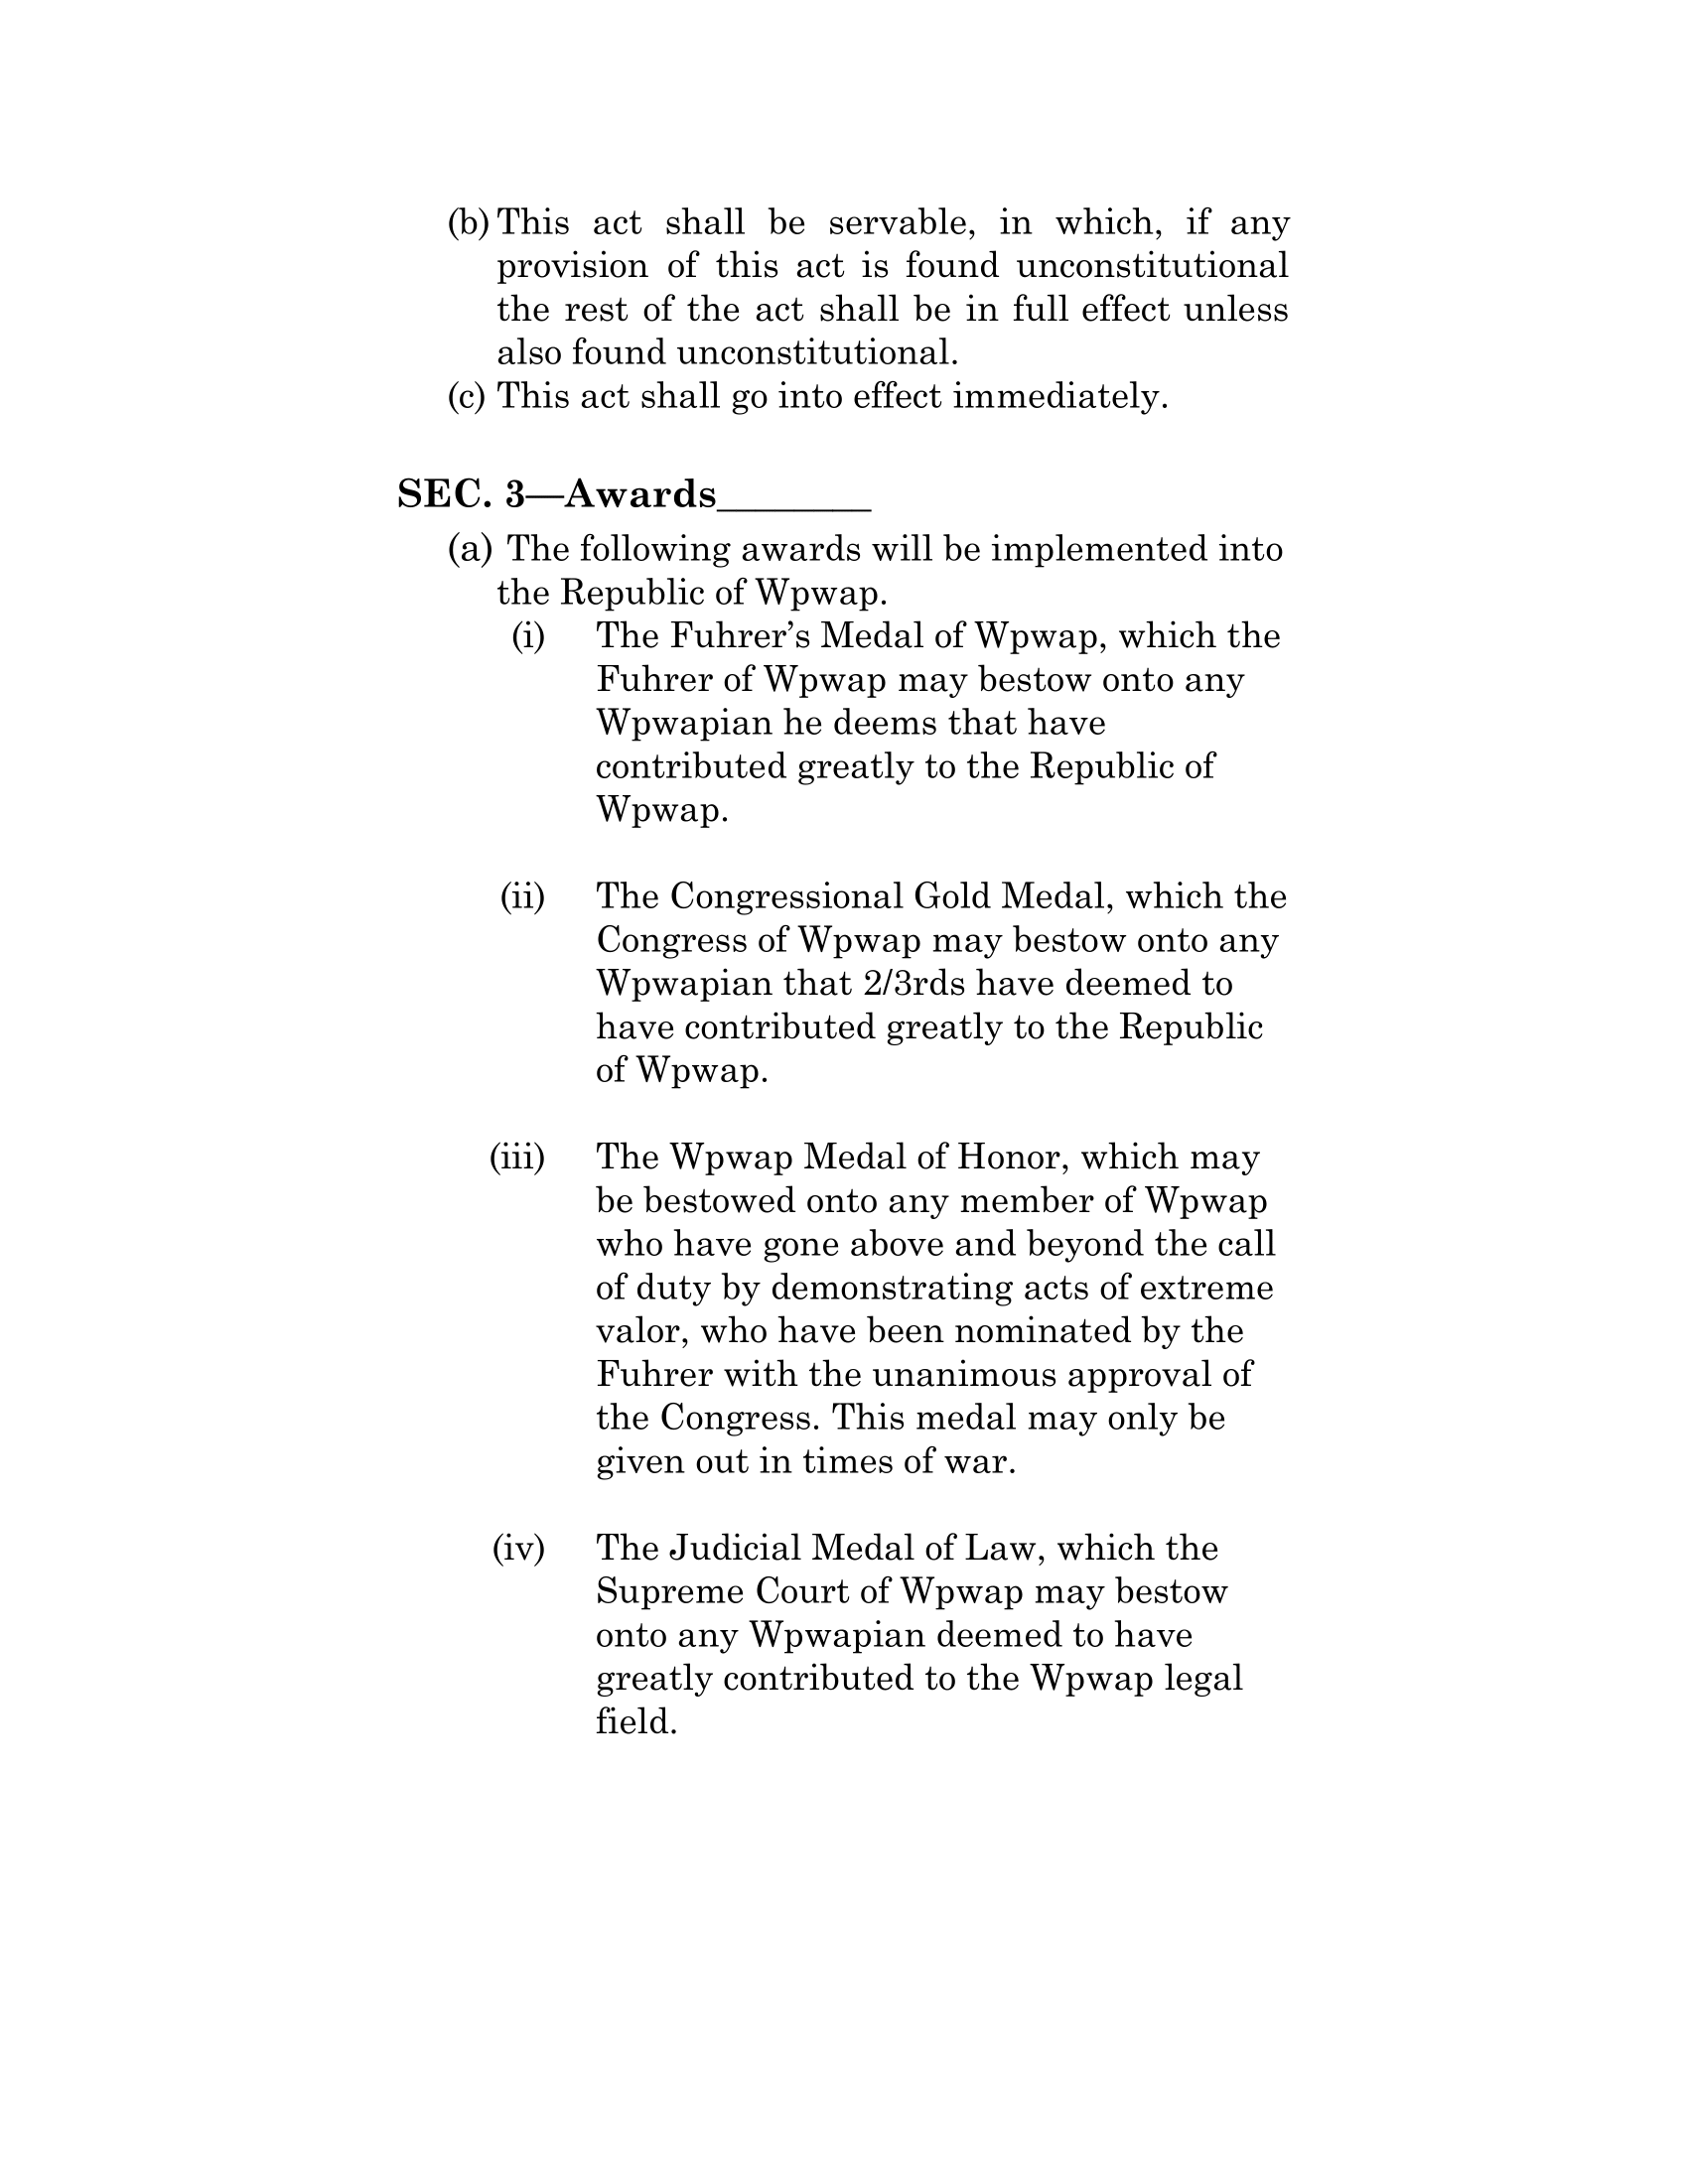 (b) This act shall be servable, in which, if any
provision of this act is found unconstitutional
the rest of the act shall be in full effect unless
also found unconstitutional.
(c) This act shall go into effect immediately.
SEC. 3—Awards________
(a) The following awards will be implemented into
the Republic of Wpwap.
(i) The Fuhrer’s Medal of Wpwap, which the
Fuhrer of Wpwap may bestow onto any
Wpwapian he deems that have
contributed greatly to the Republic of
Wpwap.
(ii) The Congressional Gold Medal, which the
Congress of Wpwap may bestow onto any
Wpwapian that 2/3rds have deemed to
have contributed greatly to the Republic
of Wpwap.
(iii) The Wpwap Medal of Honor, which may
be bestowed onto any member of Wpwap
who have gone above and beyond the call
of duty by demonstrating acts of extreme
valor, who have been nominated by the
Fuhrer with the unanimous approval of
the Congress. This medal may only be
given out in times of war.
(iv) The Judicial Medal of Law, which the
Supreme Court of Wpwap may bestow
onto any Wpwapian deemed to have
greatly contributed to the Wpwap legal
field.